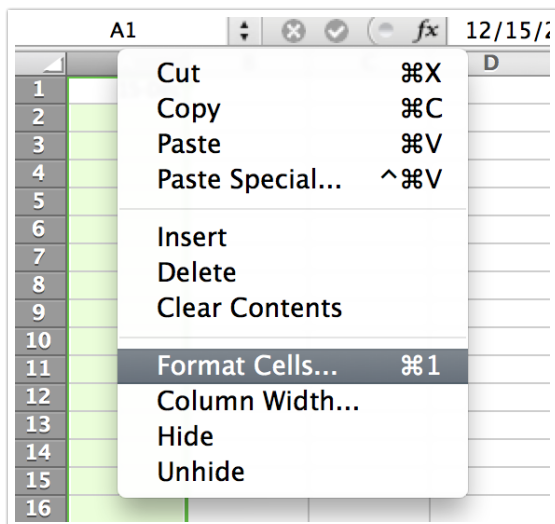 A1 fx 12/15/2
D
1
2
3
4
5
6
7
8
9
10
11
12
13
14
15
16
Cut ⌘X
Copy ⌘C
Paste ⌘V
Paste Special... ^⌘V
Insert
Delete
Clear Contents
Format Cells... ⌘1
Column Width...
Hide
Unhide